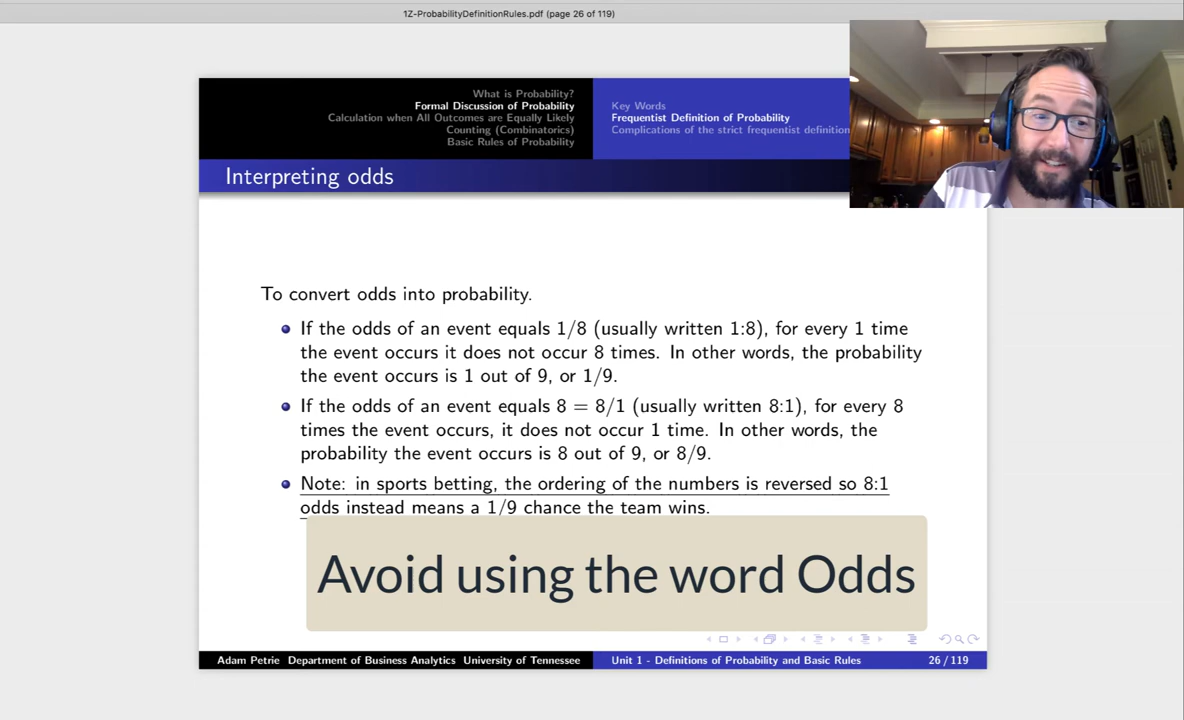 1Z-ProbabilityDefinitionRules.pdf (page 26 of 119)
What is Probability?
Formal Discussion of Probability
Calculation when All Outcomes are Equally Likely
Counting (Combinatorics)
Basic Rules of Probability
Key Words
Frequentist Definition of Probability
Complications of the strict frequentist definition
Interpreting odds
To convert odds into probability.
If the odds of an event equals 1/8 (usually written 1:8), for every 1 time
the event occurs it does not occur 8 times. In other words, the probability
the event occurs is 1 out of 9, or 1/9.
If the odds of an event equals 8 = 8/1 (usually written 8:1), for every 8
times the event occurs, it does not occur 1 time. In other words, the
probability the event occurs is 8 out of 9, or 8/9.
Note: in sports betting, the ordering of the numbers is reversed so 8:1
odds instead means a 1/9 chance the team wins.
Avoid using the word Odds
Adam Petrie Department of Business Analytics University of Tennessee
Unit 1 - Definitions of Probability and Basic Rules
26 / 119